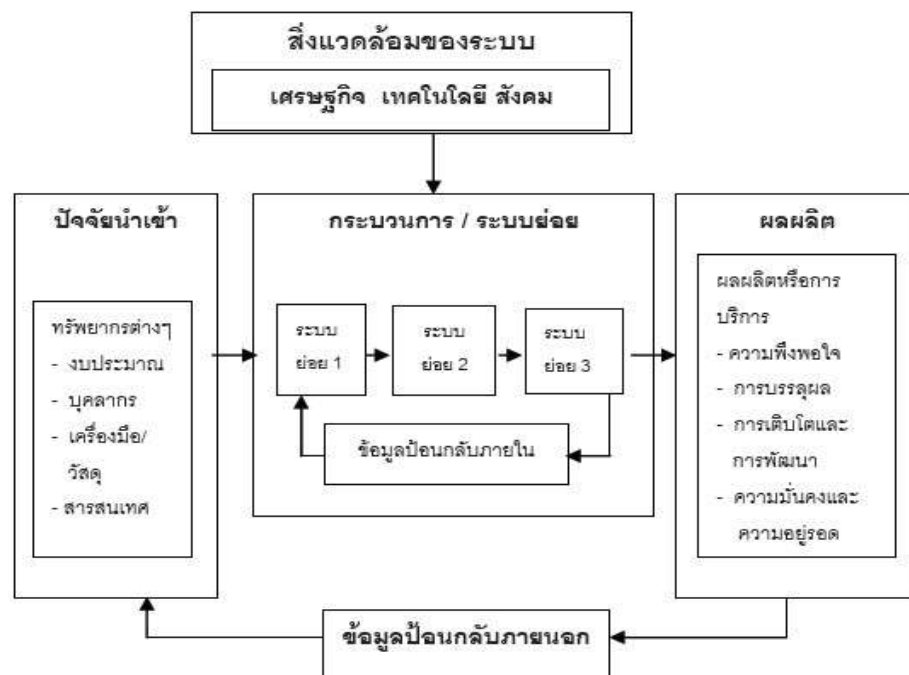 สิ่งแวดล้อมของระบบ
เศรษฐกิจ เทคโนโลยี สังคม
ปัจจัยนำเข้า
ทรัพยากรต่างๆ
- งบประมาณ
- บุคลากร
- เครื่องมือ/
วัสดุ
- สารสนเทศ
กระบวนการ / ระบบย่อย
ระบบ
ย่อย 1
ระบบ
ย่อย 2
ระบบ
ย่อย 3
ข้อมูลป้อนกลับภายใน
ผลผลิต
ผลผลิตหรือการ
บริการ
- ความพึงพอใจ
- การบรรลุผล
- การเติบโตและ
การพัฒนา
- ความมั่นคงและ
ความอยู่รอด
ข้อมูลป้อนกลับภายนอก